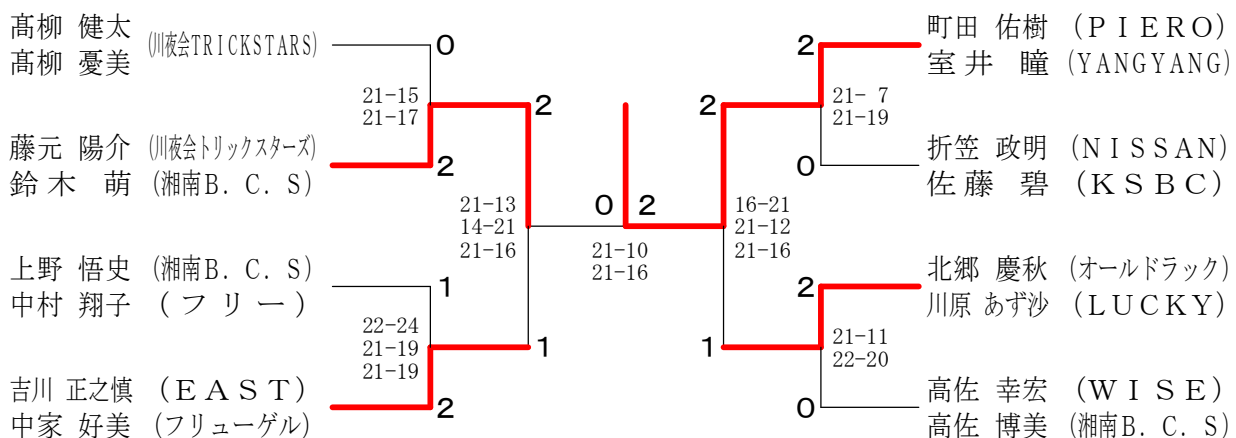 髙柳 健太
髙柳 憂美
(川夜会TRICKSTARS)
0
21-15
21-17
2
藤元 陽介 (川夜会トリックスターズ)
鈴木 萌 (湘南B.C.S)
2
21-13
14-21
21-16
上野 悟史 (湘南B.C.S)
中村 翔子 (フリー)
1
22-24
21-19
21-19
1
吉川 正之慎 (EAST)
中家 好美 (フリューゲル)
2
0 2
21-10
21-16
町田 佑樹 (PIERO)
室井 瞳 (YANGYANG)
2
21- 7
21-19
2
折笠 政明 (NISSAN)
佐藤 碧 (KSBC)
0
16-21
21-12
21-16
北郷 慶秋 (オールドラック)
川原 あず沙 (LUCKY)
2
21-11
22-20
1
高佐 幸宏 (WISE)
高佐 博美 (湘南B.C.S)
0